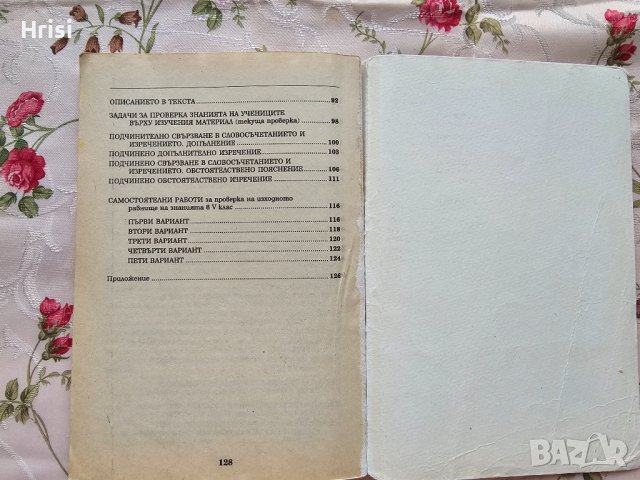 Hrisi
ОПИСАНИЕТО В ТЕКСТА 92
ЗАДАЧИ ЗА ПРОВЕРКА ЗНАНИЯТА НА УЧЕНИЦИТЕ
ВЪРХУ ИЗУЧЕНИЯ МАТЕРИАЛ (текуща проверка) 98
ПОДЧИНИТЕЛНО СВЪРЗВАНЕ В СЛОВОСЪЧЕТАНИЕТО И
ИЗРЕЧЕНИЕТО. ДОПЪЛНЕНИЕ 100
ПОДЧИНЕНО ДОПЪЛНИТЕЛНО ИЗРЕЧЕНИЕ 103
ПОДЧИНЕНО СВЪРЗВАНЕ В СЛОВОСЪЧЕТАНИЕТО И
ИЗРЕЧЕНИЕТО. ОБСТОЯТЕЛСТВЕНО ПОЯСНЕНИЕ 106
ПОДЧИНЕНО ОБСТОЯТЕЛСТВЕНО ИЗРЕЧЕНИЕ 111
САМОСТОЯТЕЛНИ РАБОТИ за проверка на изходното
равнище на знанията в V клас 116
ПЪРВИ ВАРИАНТ 116
ВТОРИ ВАРИАНТ 118
ТРЕТИ ВАРИАНТ 120
ЧЕТВЪРТИ ВАРИАНТ 122
ПЕТИ ВАРИАНТ 124
Приложение 126
128
Hrisi
BAZAR